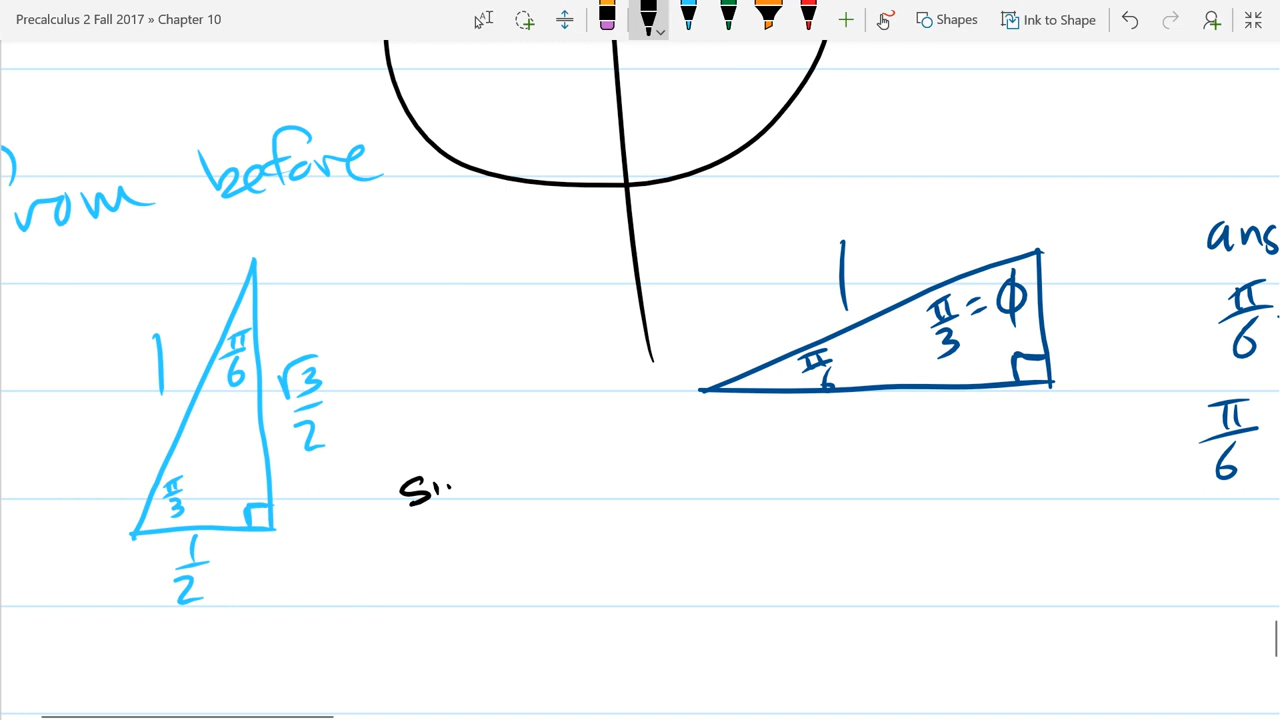 Precalculus 2 Fall 2017 » Chapter 10
Shapes
Ink to Shape
rom before
1
π/6
√3/2
π/3
1/2
1
π/3 = ϕ
π/6
ans
π/6
π/6